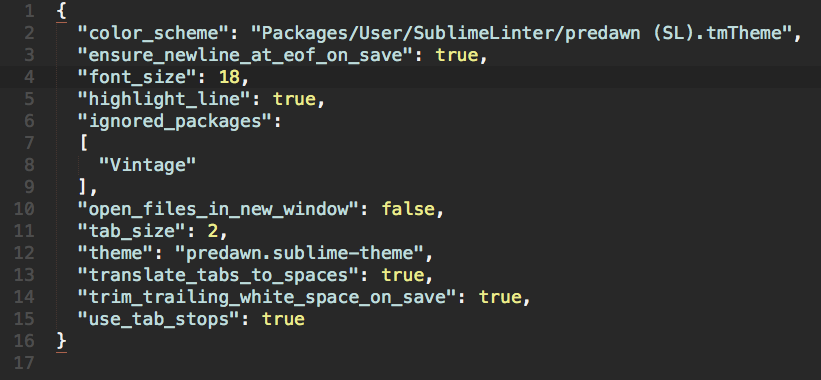 1 {
2 "color_scheme": "Packages/User/SublimeLinter/predawn (SL).tmTheme",
3 "ensure_newline_at_eof_on_save": true,
4 "font_size": 18,
5 "highlight_line": true,
6 "ignored_packages":
7 [
8 "Vintage"
9 ],
10 "open_files_in_new_window": false,
11 "tab_size": 2,
12 "theme": "predawn.sublime-theme",
13 "translate_tabs_to_spaces": true,
14 "trim_trailing_white_space_on_save": true,
15 "use_tab_stops": true
16 }
17